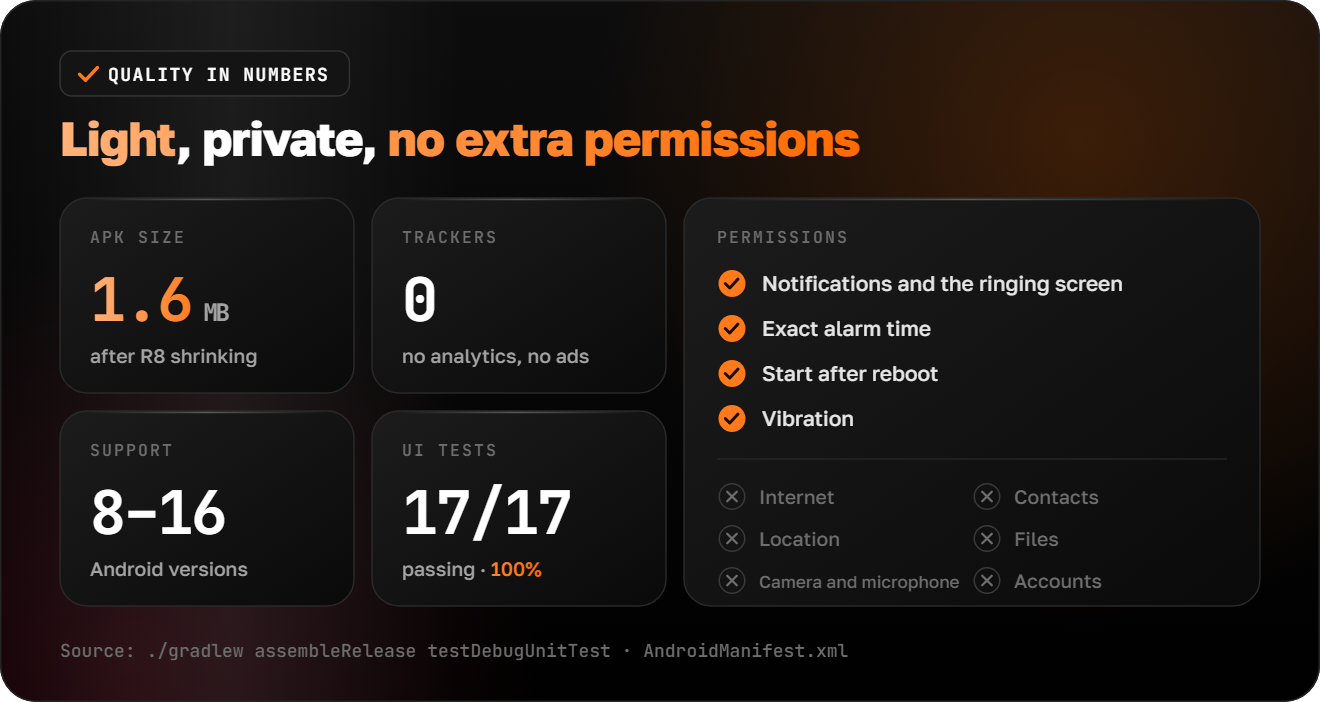 QUALITY IN NUMBERS
Light, private, no extra permissions
APK SIZE
1.6 MB
after R8 shrinking
TRACKERS
0
no analytics, no ads
SUPPORT
8–16
Android versions
UI TESTS
17/17
passing · 100%
PERMISSIONS
Notifications and the ringing screen
Exact alarm time
Start after reboot
Vibration
Internet
Contacts
Location
Files
Camera and microphone
Accounts
Source: ./gradlew assembleRelease testDebugUnitTest · AndroidManifest.xml